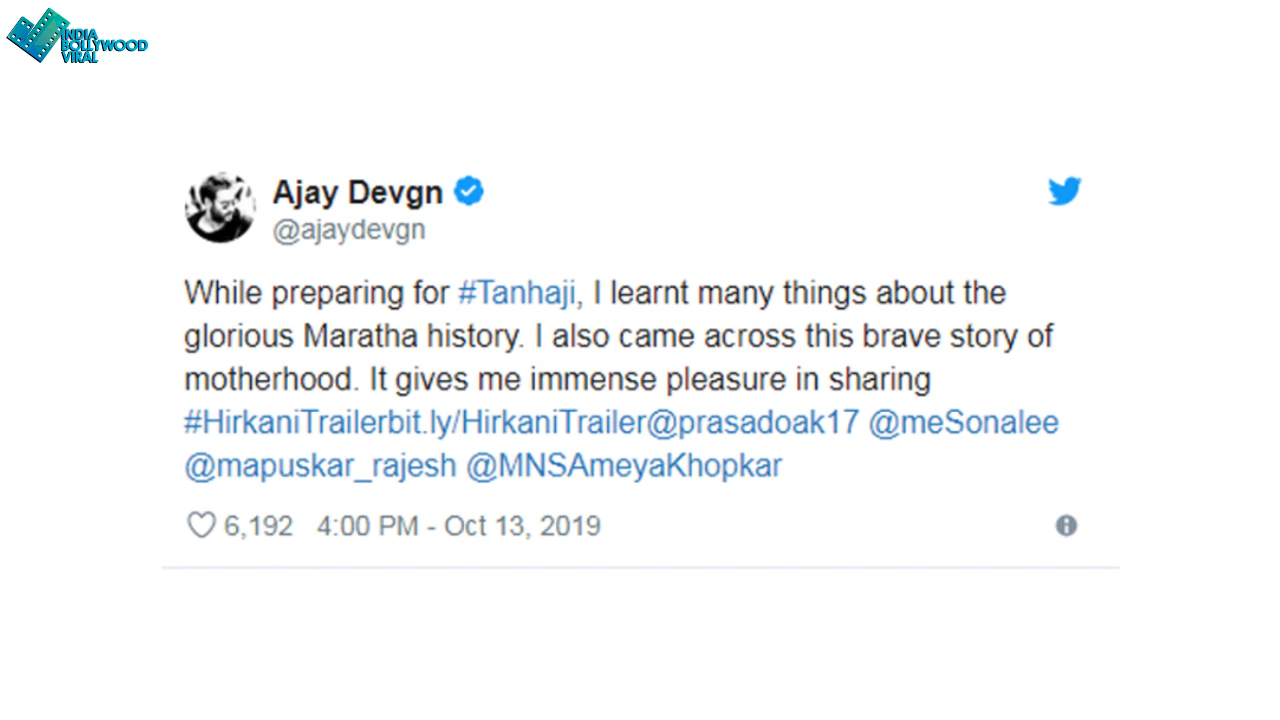 INDIA
BOLLYWOOD
VIRAL
Ajay Devgn
@ajaydevgn
While preparing for #Tanhaji, I learnt many things about the
glorious Maratha history. I also came across this brave story of
motherhood. It gives me immense pleasure in sharing
#HirkaniTrailerbit.ly/HirkaniTrailer@prasadoak17 @meSonalee
@mapuskar_rajesh @MNSAmeyaKhopkar
6,192 4:00 PM - Oct 13, 2019